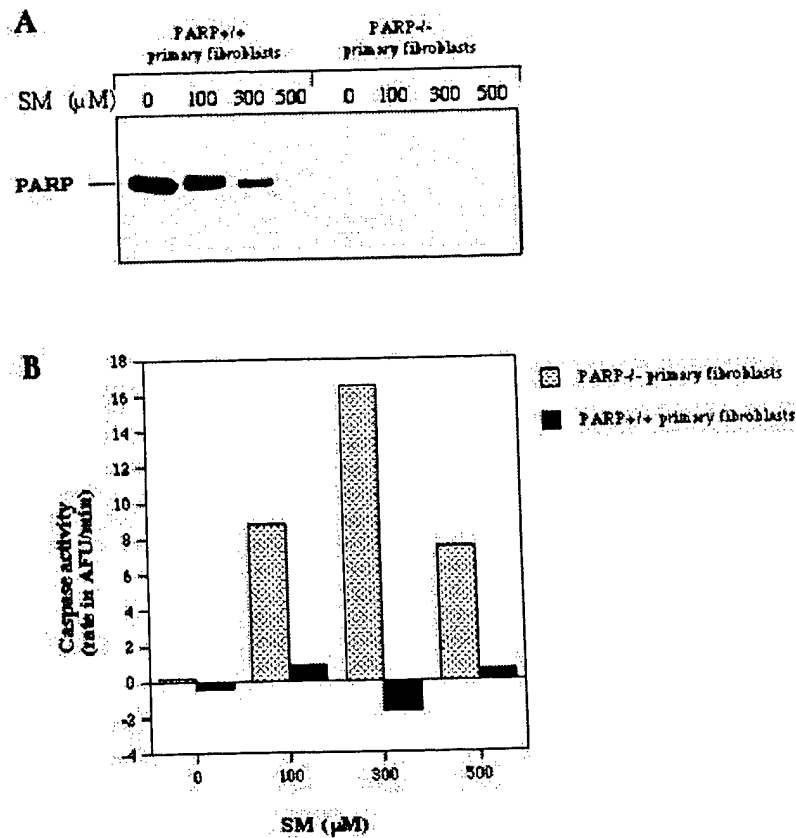 A
PARP+/+ PARP-/-
primary fibroblasts primary fibroblasts
SM (µM) 0 100 300 500 0 100 300 500
PARP
B
18
16
14
12
10
8
6
4
2
0
-2
-4
Caspase activity
(rate in AFU/min)
0 100 300 500
SM (µM)
PARP-/- primary fibroblasts
PARP+/+ primary fibroblasts